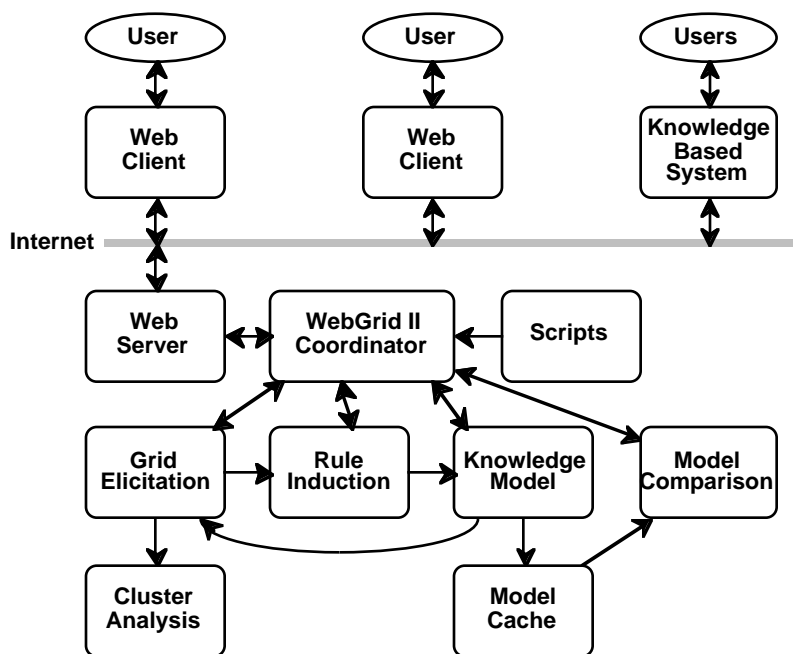 User
User
Users
Web
Client
Web
Client
Knowledge
Based
System
Internet
Web
Server
WebGrid II
Coordinator
Scripts
Grid
Elicitation
Rule
Induction
Knowledge
Model
Model
Comparison
Cluster
Analysis
Model
Cache